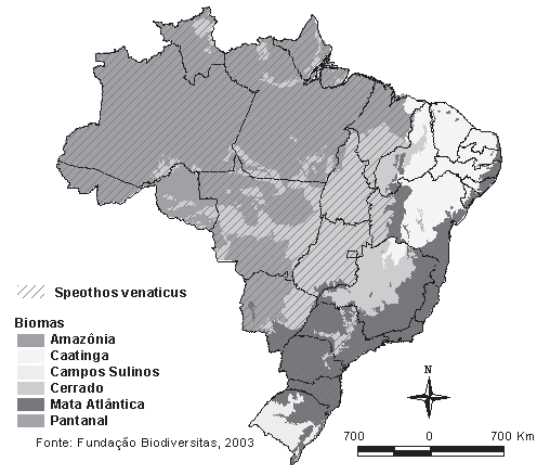 Speothos venaticus
Biomas
Amazônia
Caatinga
Campos Sulinos
Cerrado
Mata Atlântica
Pantanal
Fonte: Fundação Biodiversitas, 2003
N
700 0 700 Km